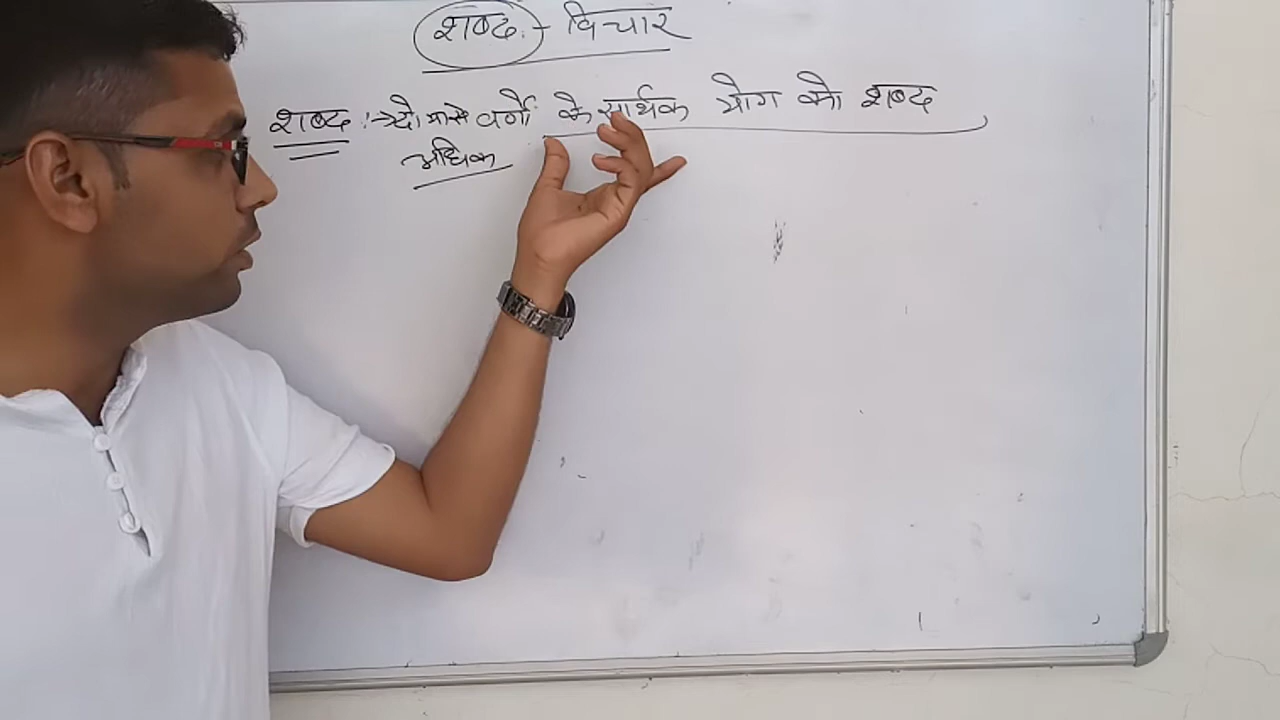 शब्द :- विचार
शब्द :→ दो या से वर्णो के सार्थक योग को शब्द
अधिक